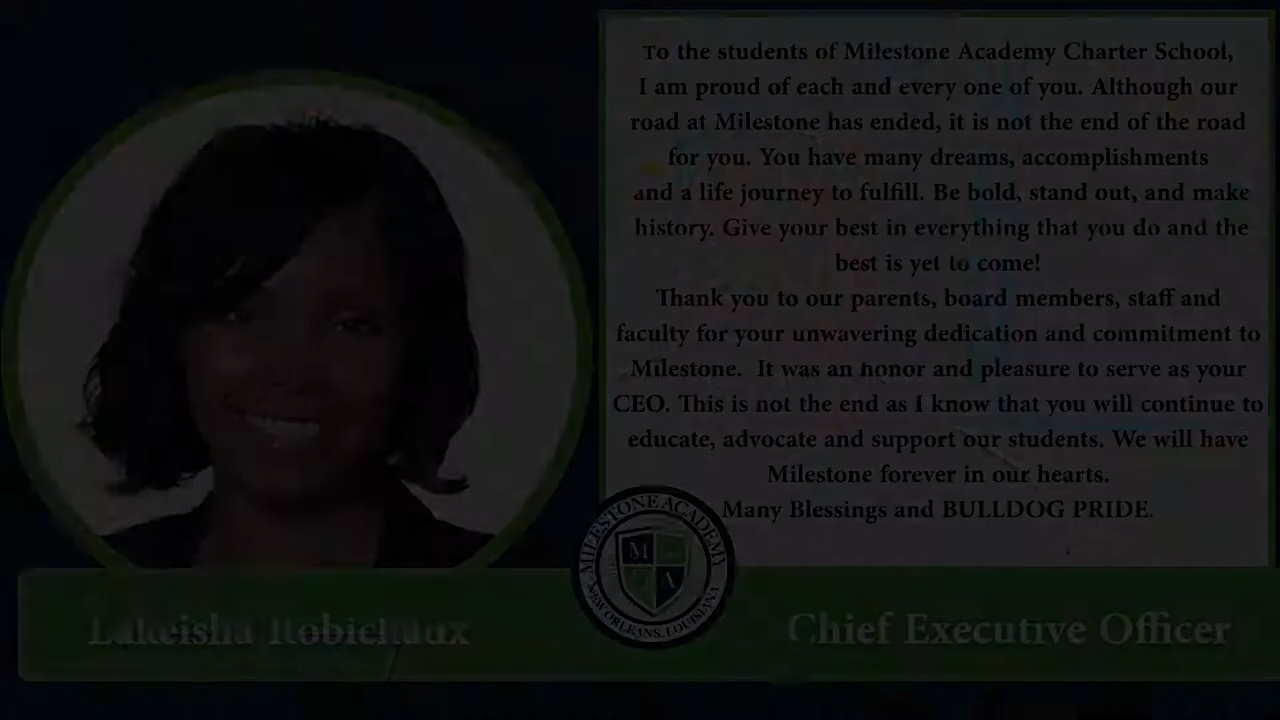 To the students of Milestone Academy Charter School,
I am proud of each and every one of you. Although our
road at Milestone has ended, it is not the end of the road
for you. You have many dreams, accomplishments
and a life journey to fulfill. Be bold, stand out, and make
history. Give your best in everything that you do and the
best is yet to come!
Thank you to our parents, board members, staff and
faculty for your unwavering dedication and commitment to
Milestone.  It was an honor and pleasure to serve as your
CEO. This is not the end as I know that you will continue to
educate, advocate and support our students. We will have
Milestone forever in our hearts.
Many Blessings and BULLDOG PRIDE.
MILESTONE ACADEMY
M
A
NEW ORLEANS, LOUISIANA
Lakeisha Robichaux
Chief Executive Officer